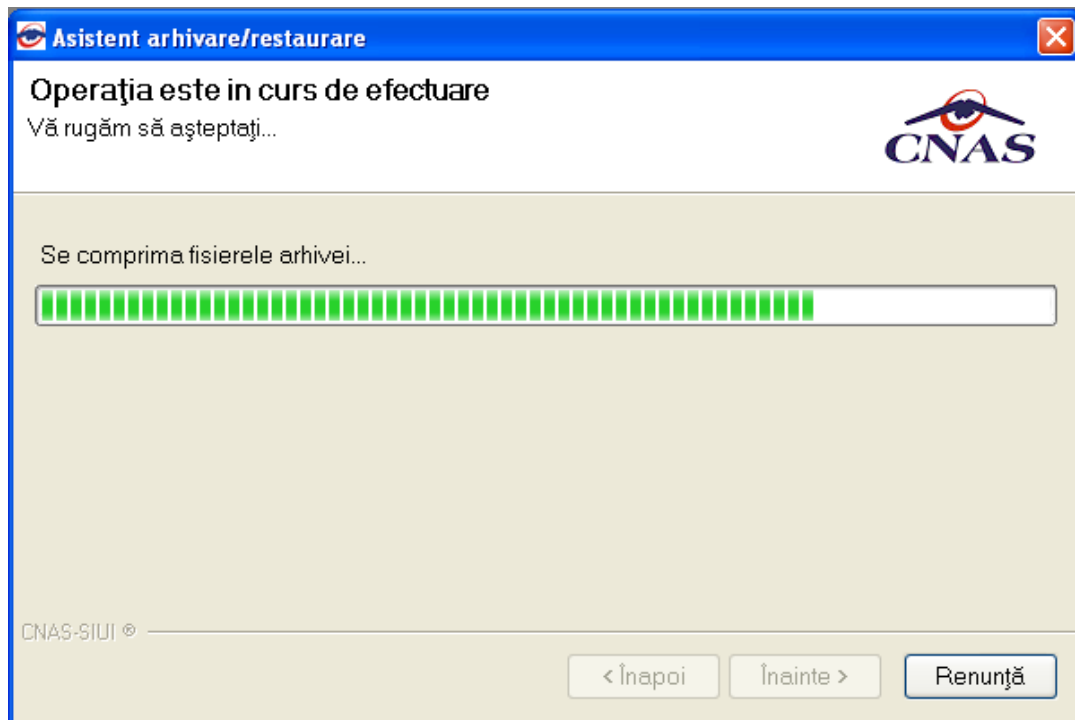 Asistent arhivare/restaurare
Operaţia este in curs de efectuare
Vă rugăm să aşteptaţi...
CNAS
Se comprima fisierele arhivei...
CNAS-SIUI ®
< Înapoi
Înainte >
Renunţă